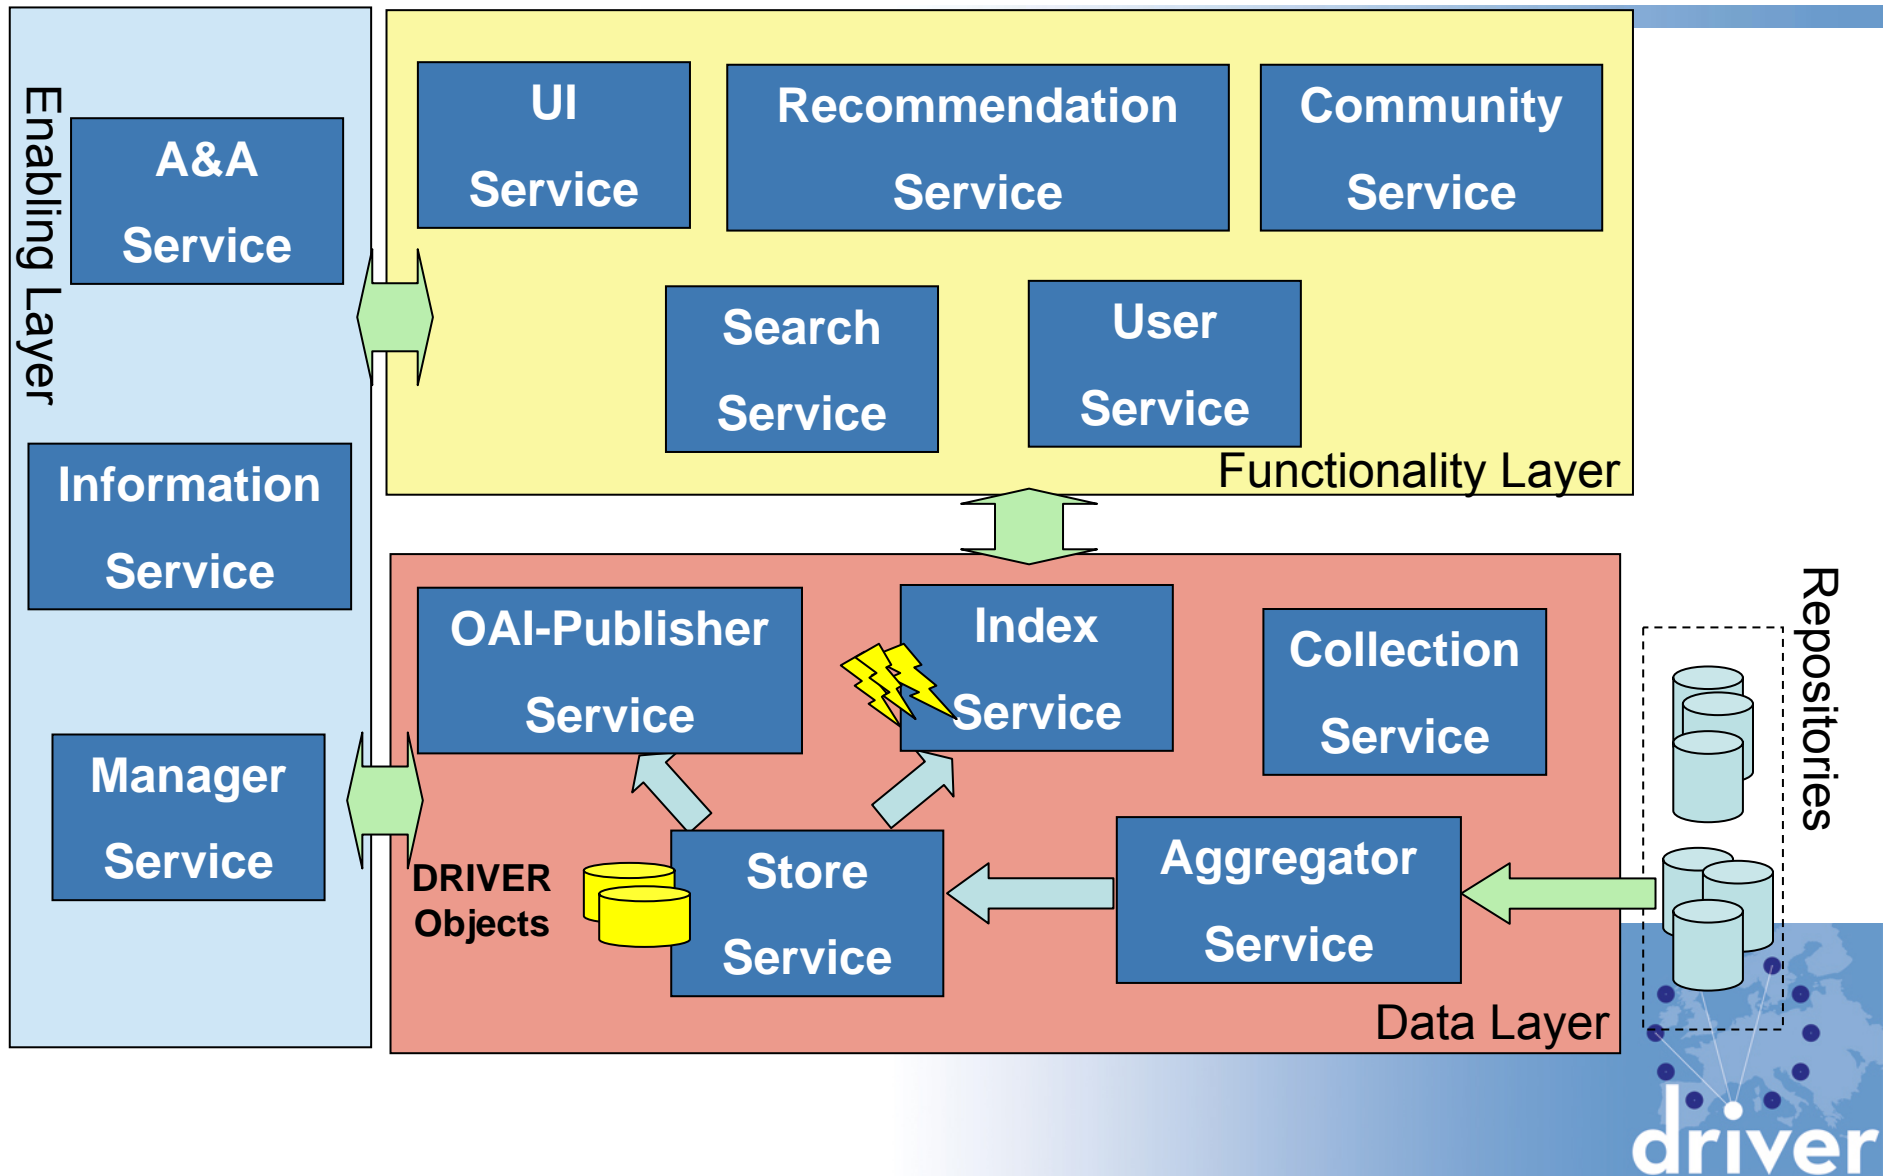 Enabling Layer
A&A
Service
Information
Service
Manager
Service
UI
Service
Recommendation
Service
Community
Service
Search
Service
User
Service
Functionality Layer
OAI-Publisher
Service
Index
Service
Collection
Service
DRIVER
Objects
Store
Service
Aggregator
Service
Data Layer
Repositories
driver